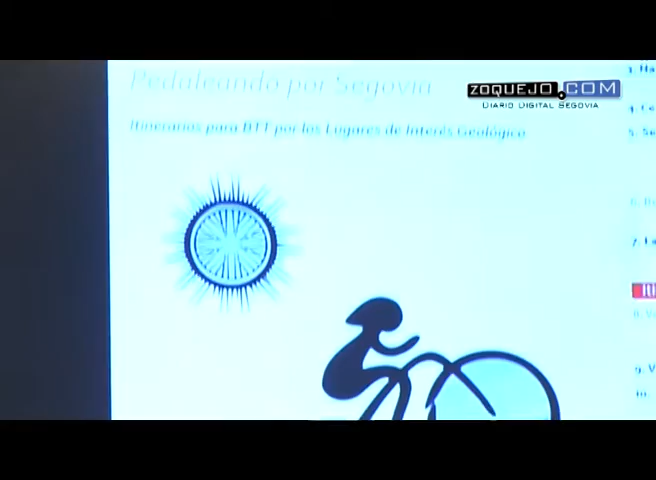 Pedaleando por Segovia
ZOQUEJO.COM
DIARIO DIGITAL SEGOVIA
Itinerarios para BTT por los Lugares de Interés Geológico